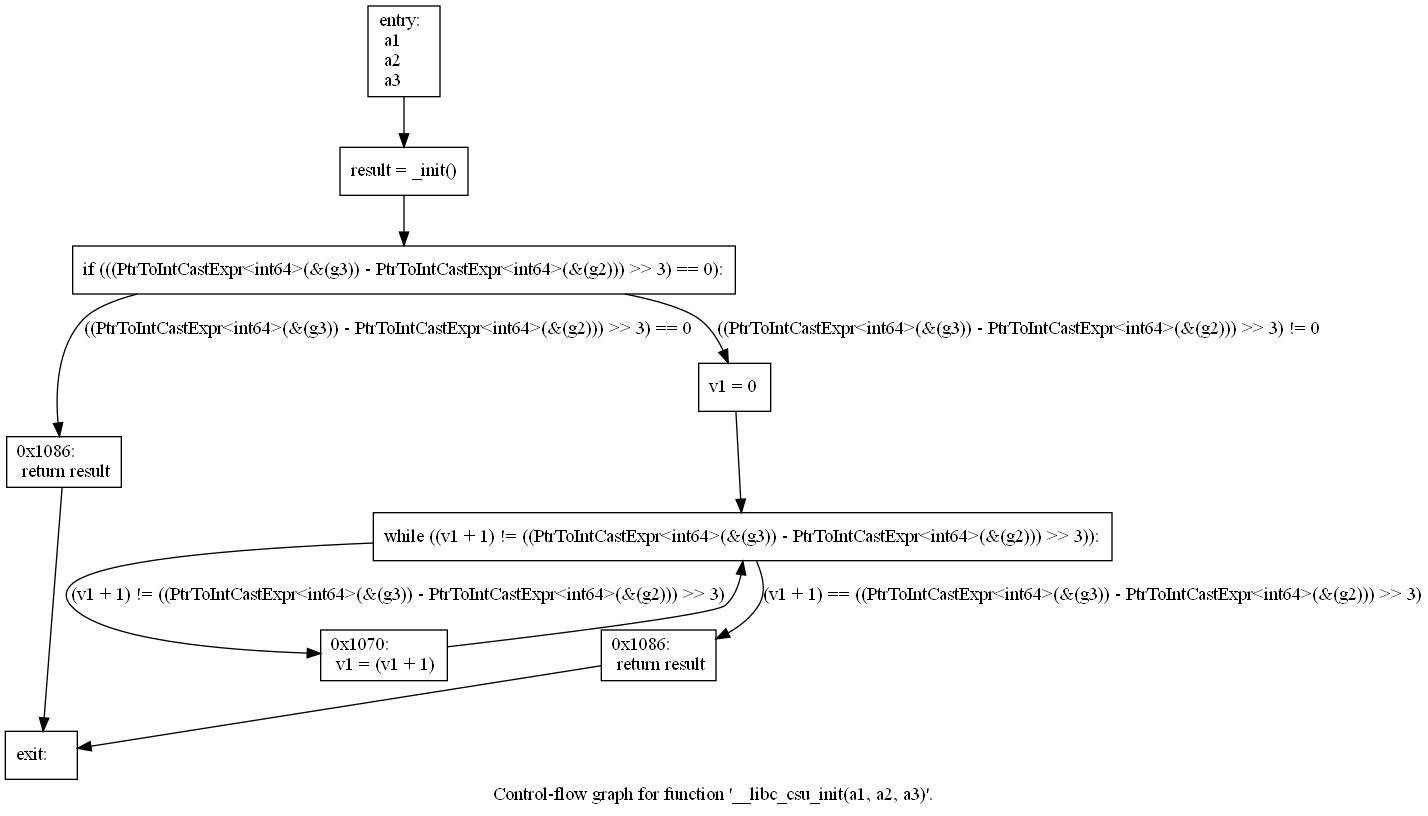 entry:
a1
a2
a3
result = _init()
if (((PtrToIntCastExpr<int64>(&(g3)) - PtrToIntCastExpr<int64>(&(g2))) >> 3) == 0):
((PtrToIntCastExpr<int64>(&(g3)) - PtrToIntCastExpr<int64>(&(g2))) >> 3) == 0
((PtrToIntCastExpr<int64>(&(g3)) - PtrToIntCastExpr<int64>(&(g2))) >> 3) != 0
v1 = 0
0x1086:
return result
while ((v1 + 1) != ((PtrToIntCastExpr<int64>(&(g3)) - PtrToIntCastExpr<int64>(&(g2))) >> 3)):
(v1 + 1) != ((PtrToIntCastExpr<int64>(&(g3)) - PtrToIntCastExpr<int64>(&(g2))) >> 3)
(v1 + 1) == ((PtrToIntCastExpr<int64>(&(g3)) - PtrToIntCastExpr<int64>(&(g2))) >> 3)
0x1070:
v1 = (v1 + 1)
0x1086:
return result
exit:
Control-flow graph for function '__libc_csu_init(a1, a2, a3)'.